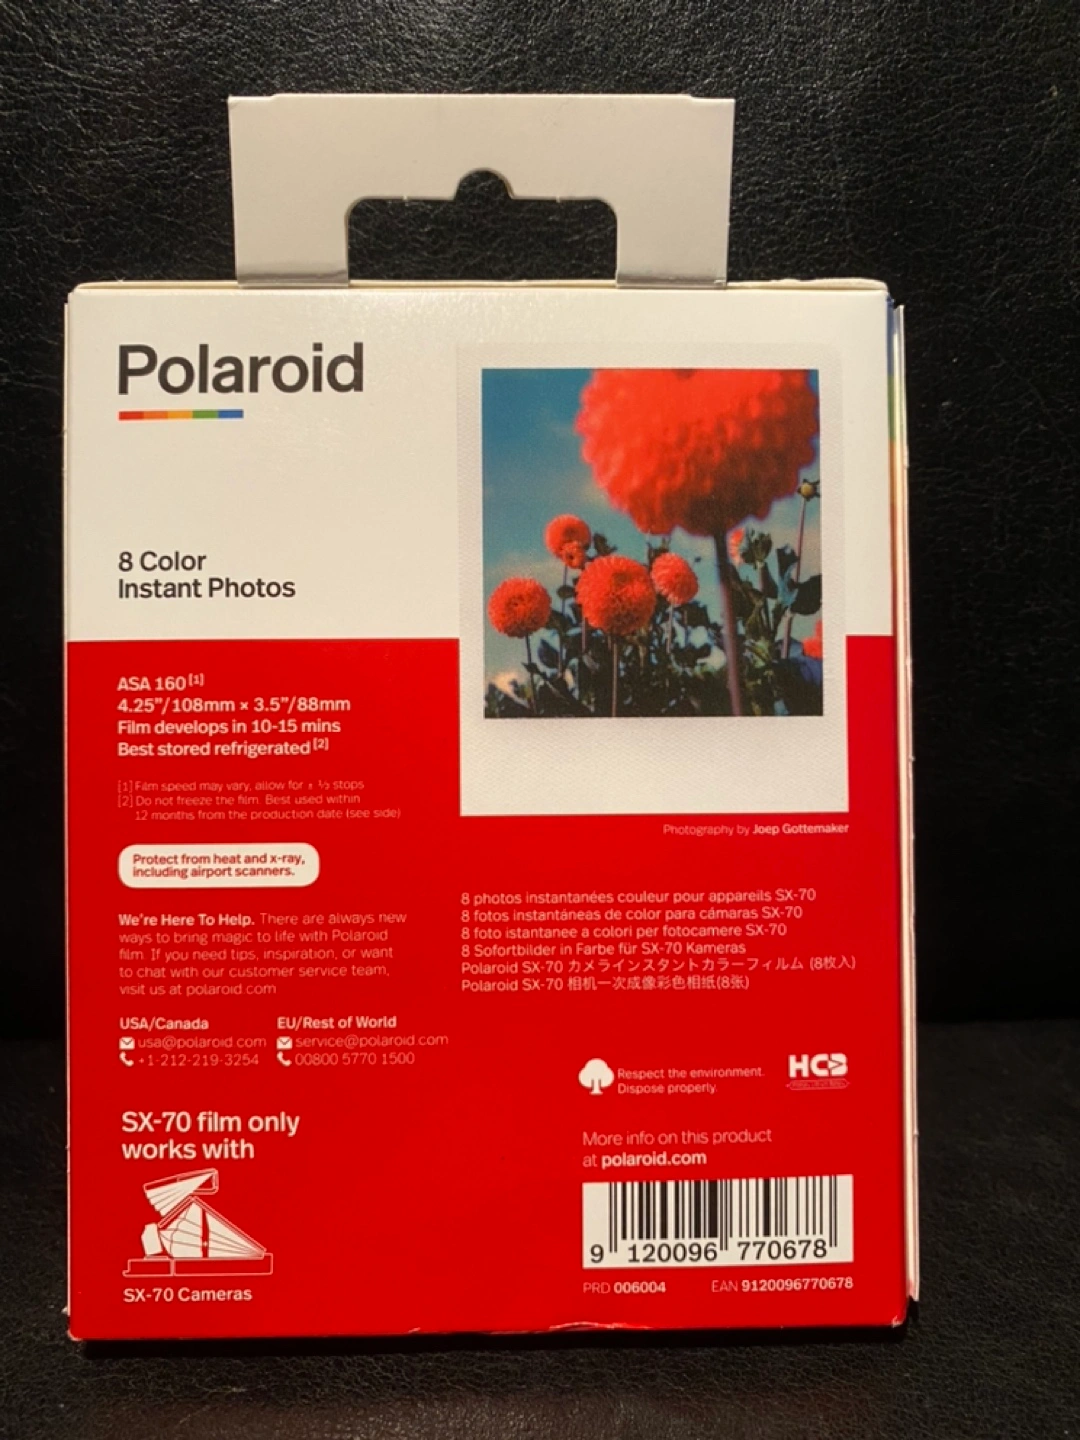 Polaroid
8 Color
Instant Photos
ASA 160 [1]
4.25”/108mm × 3.5”/88mm
Film develops in 10-15 mins
Best stored refrigerated [2]
[1] Film speed may vary, allow for ± ⅓ stops
[2] Do not freeze the film. Best used within
12 months from the production date (see side)
Protect from heat and x-ray,
including airport scanners.
We’re Here To Help. There are always new
ways to bring magic to life with Polaroid
film. If you need tips, inspiration, or want
to chat with our customer service team,
visit us at polaroid.com
USA/Canada
usa@polaroid.com
+1-212-219-3254
EU/Rest of World
service@polaroid.com
00800 5770 1500
SX-70 film only
works with
SX-70 Cameras
Photography by Joep Gottemaker
8 photos instantanées couleur pour appareils SX-70
8 fotos instantáneas de color para cámaras SX-70
8 foto istantanee a colori per fotocamere SX-70
8 Sofortbilder in Farbe für SX-70 Kameras
Polaroid SX-70 カメラインスタントカラーフィルム (8枚入)
Polaroid SX-70 相机一次成像彩色相纸(8张)
Respect the environment.
Dispose properly.
HCB
More info on this product
at polaroid.com
9 120096 770678
PRD 006004 EAN 9120096770678